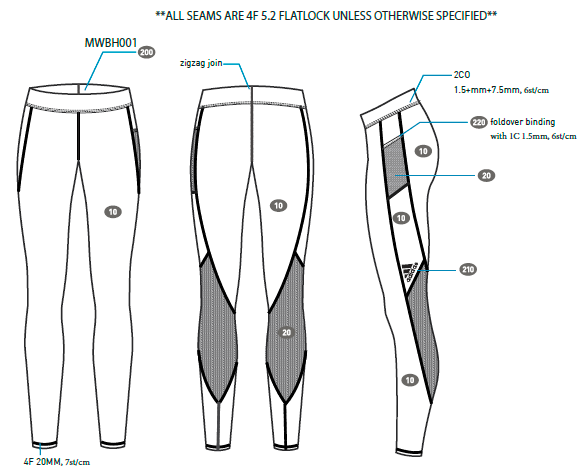 **ALL SEAMS ARE 4F 5.2 FLATLOCK UNLESS OTHERWISE SPECIFIED**
MWBH001
200
zigzag join
2CO
1.5+mm+7.5mm, 6st/cm
220 foldover binding
with 1C 1.5mm, 6st/cm
10
20
10
10
10
adidas
210
20
10
4F 20MM, 7st/cm